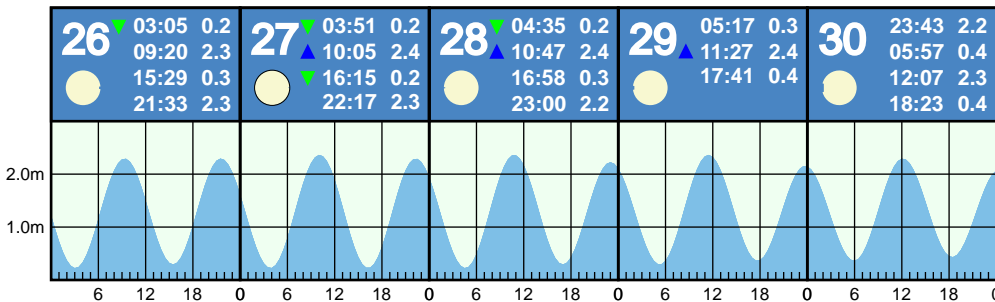 26 ▼ 03:05 0.2
09:20 2.3
15:29 0.3
21:33 2.3
27 ▼ 03:51 0.2
▲ 10:05 2.4
▼ 16:15 0.2
22:17 2.3
28 ▼ 04:35 0.2
▲ 10:47 2.4
16:58 0.3
23:00 2.2
29 05:17 0.3
▲ 11:27 2.4
17:41 0.4
30 23:43 2.2
05:57 0.4
12:07 2.3
18:23 0.4
2.0m
1.0m
6 12 18 0 6 12 18 0 6 12 18 0 6 12 18 0 6 12 18 0